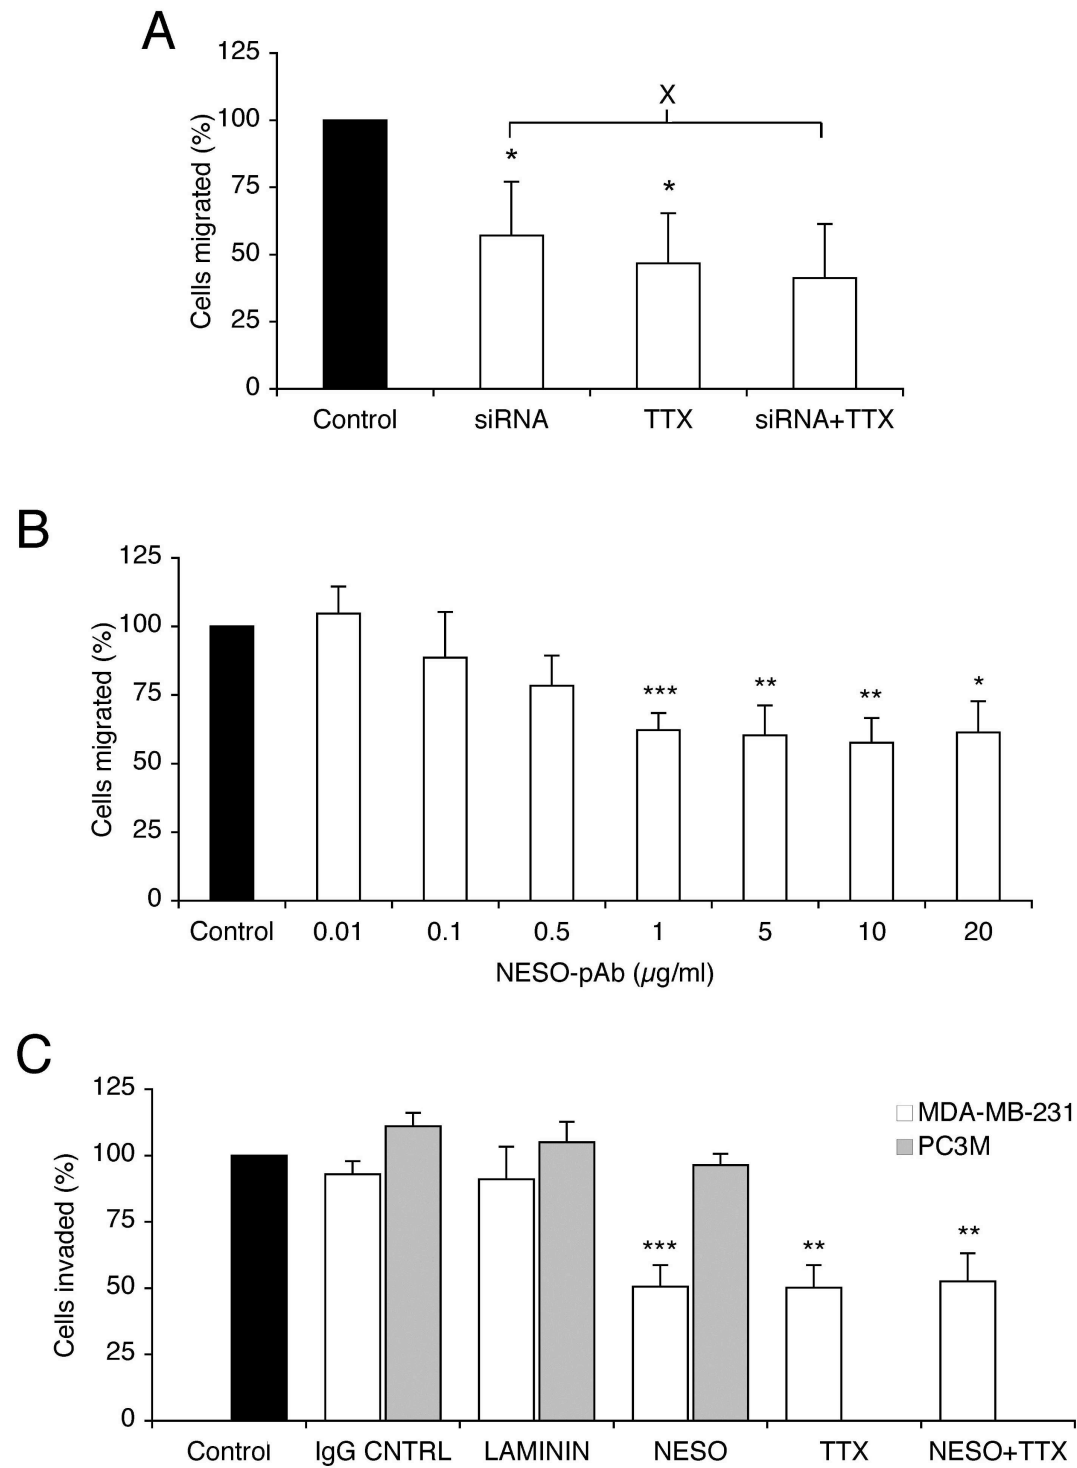 A
125
100
75
50
25
0
Cells migrated (%)
X
*
*
Control siRNA TTX siRNA+TTX
B
125
100
75
50
25
0
Cells migrated (%)
*** ** ** *
Control 0.01 0.1 0.5 1 5 10 20
NESO-pAb (µg/ml)
C
125
100
75
50
25
0
Cells invaded (%)
MDA-MB-231
PC3M
*** ** **
Control IgG CNTRL LAMININ NESO TTX NESO+TTX